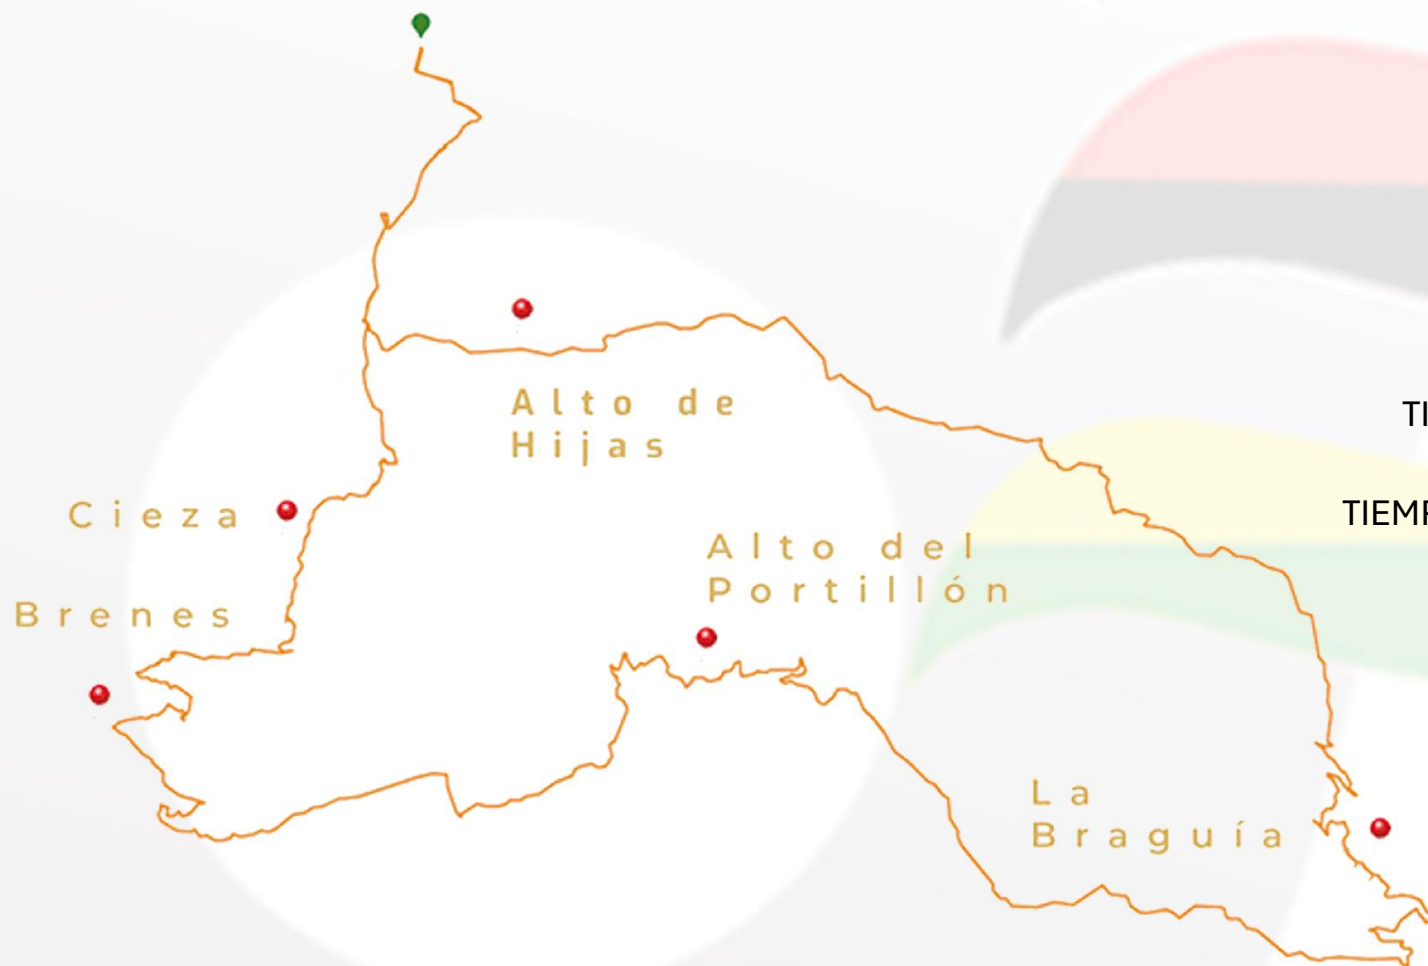 Alto de
Hijas
Cieza
Alto del
Portillón
Brenes
La
Braguía